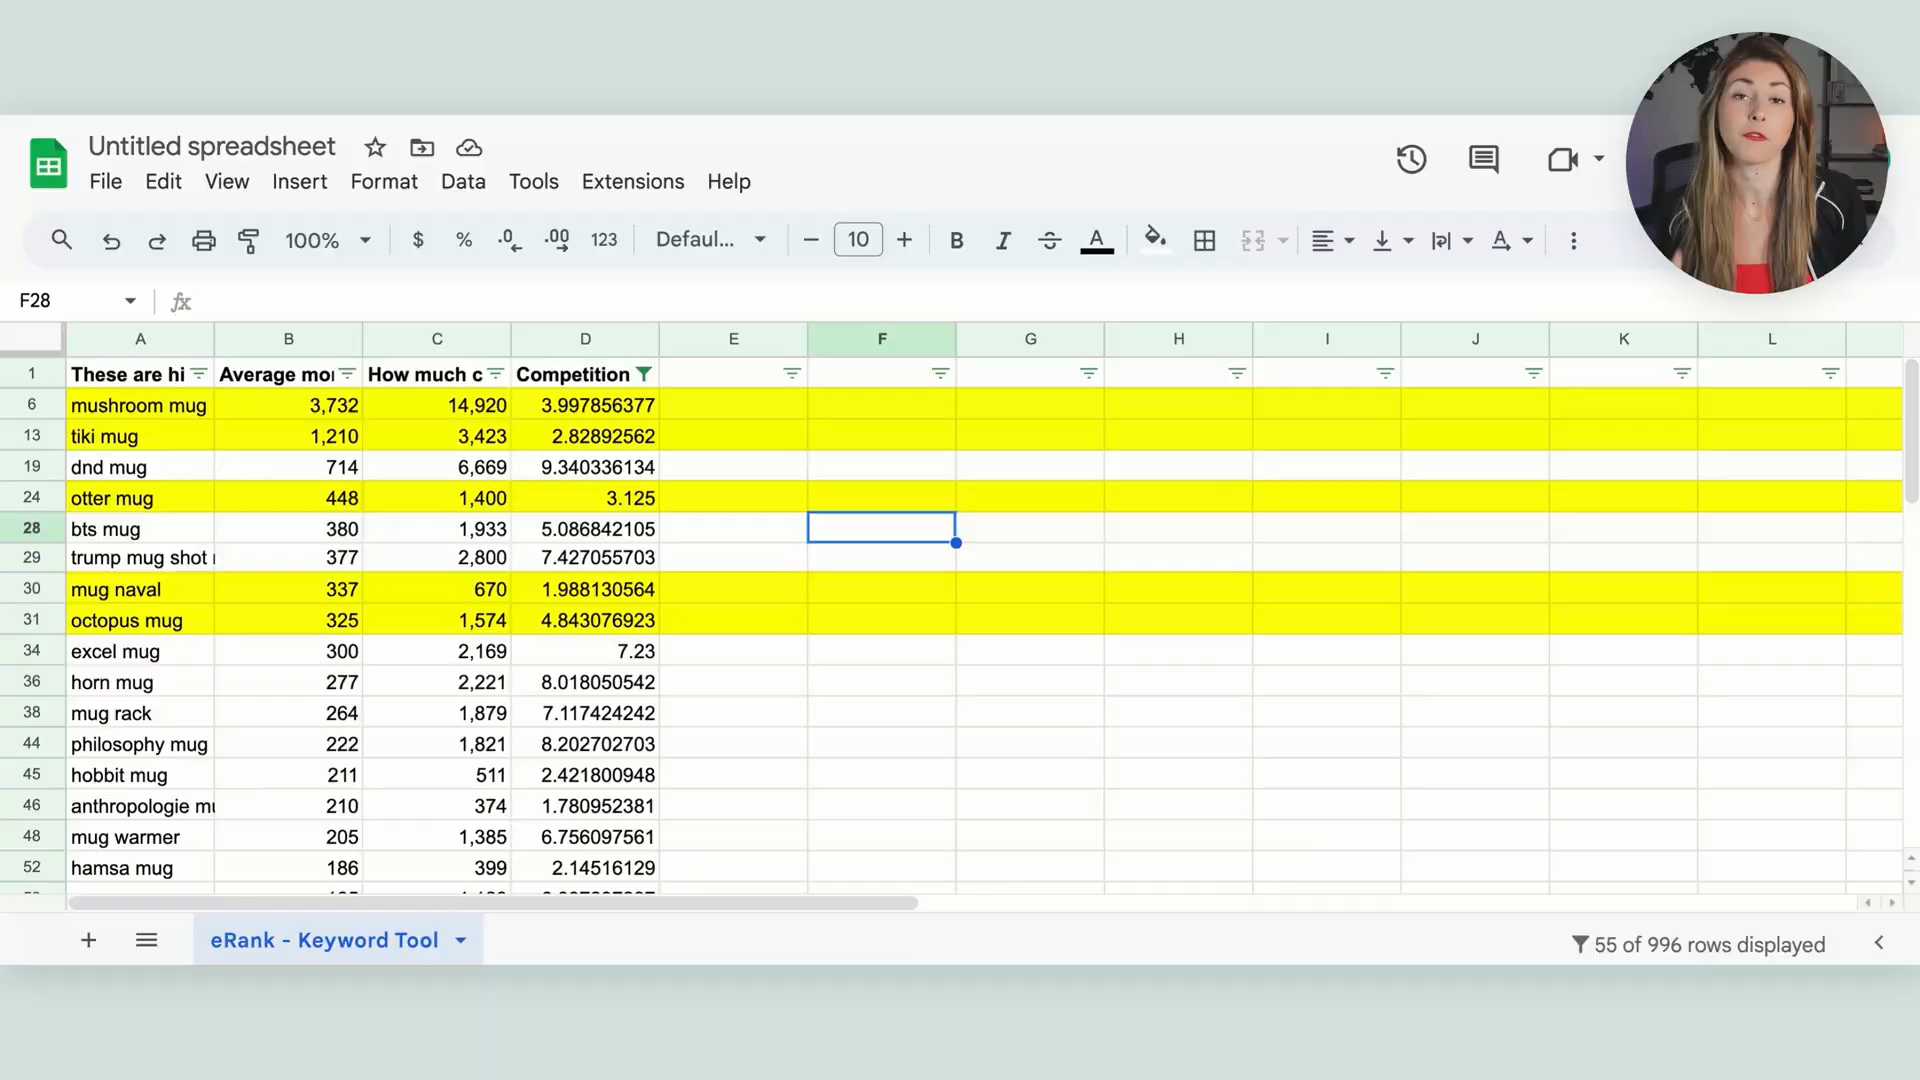 Untitled spreadsheet
File Edit View Insert Format Data Tools Extensions Help
100% $ % .0 .00 123 Defaul... 10 B I S A A
F28 fx
A B C D E F G H I J K L
1 These are hi Average mo How much c Competition
6 mushroom mug 3,732 14,920 3.997856377
13 tiki mug 1,210 3,423 2.82892562
19 dnd mug 714 6,669 9.340336134
24 otter mug 448 1,400 3.125
28 bts mug 380 1,933 5.086842105
29 trump mug shot 377 2,800 7.427055703
30 mug naval 337 670 1.988130564
31 octopus mug 325 1,574 4.843076923
34 excel mug 300 2,169 7.23
36 horn mug 277 2,221 8.018050542
38 mug rack 264 1,879 7.117424242
44 philosophy mug 222 1,821 8.202702703
45 hobbit mug 211 511 2.421800948
46 anthropologie mu 210 374 1.780952381
48 mug warmer 205 1,385 6.756097561
52 hamsa mug 186 399 2.14516129
eRank - Keyword Tool
55 of 996 rows displayed